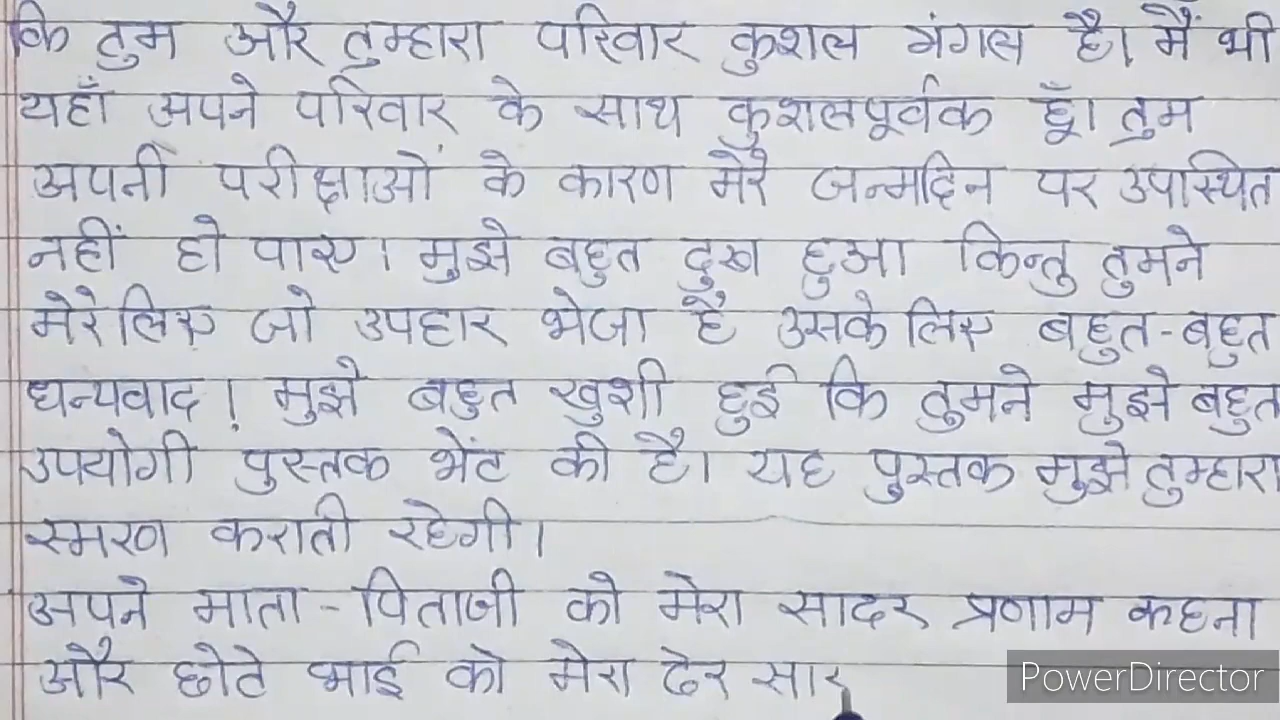 कि तुम और तुम्हारा परिवार कुशल मंगल है। मैं भी
यहाँ अपने परिवार के साथ कुशलपूर्वक हूँ। तुम
अपनी परीक्षाओं के कारण मेरे जन्मदिन पर उपस्थित
नहीं हो पाए। मुझे बहुत दुख हुआ किन्तु तुमने
मेरे लिए जो उपहार भेजा है उसके लिए बहुत-बहुत
धन्यवाद! मुझे बहुत खुशी हुई कि तुमने मुझे बहुत
उपयोगी पुस्तक भेंट की है। यह पुस्तक मुझे तुम्हारा
स्मरण कराती रहेगी।
अपने माता-पिताजी को मेरा सादर प्रणाम कहना
और छोटे भाई को मेरा ढेर सार
PowerDirector